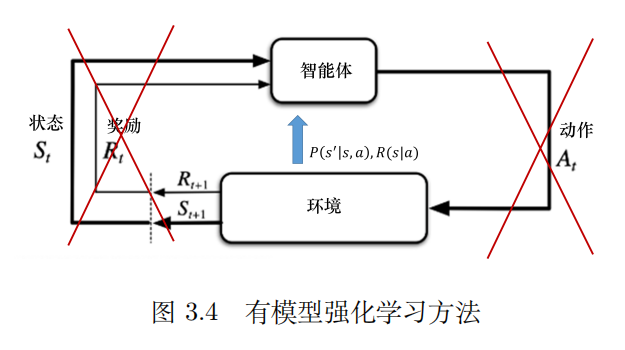 智能体
状态
S_t
奖励
R_t
动作
A_t
P(s'|s,a),R(s|a)
R_{t+1}
S_{t+1}
环境
图 3.4 有模型强化学习方法